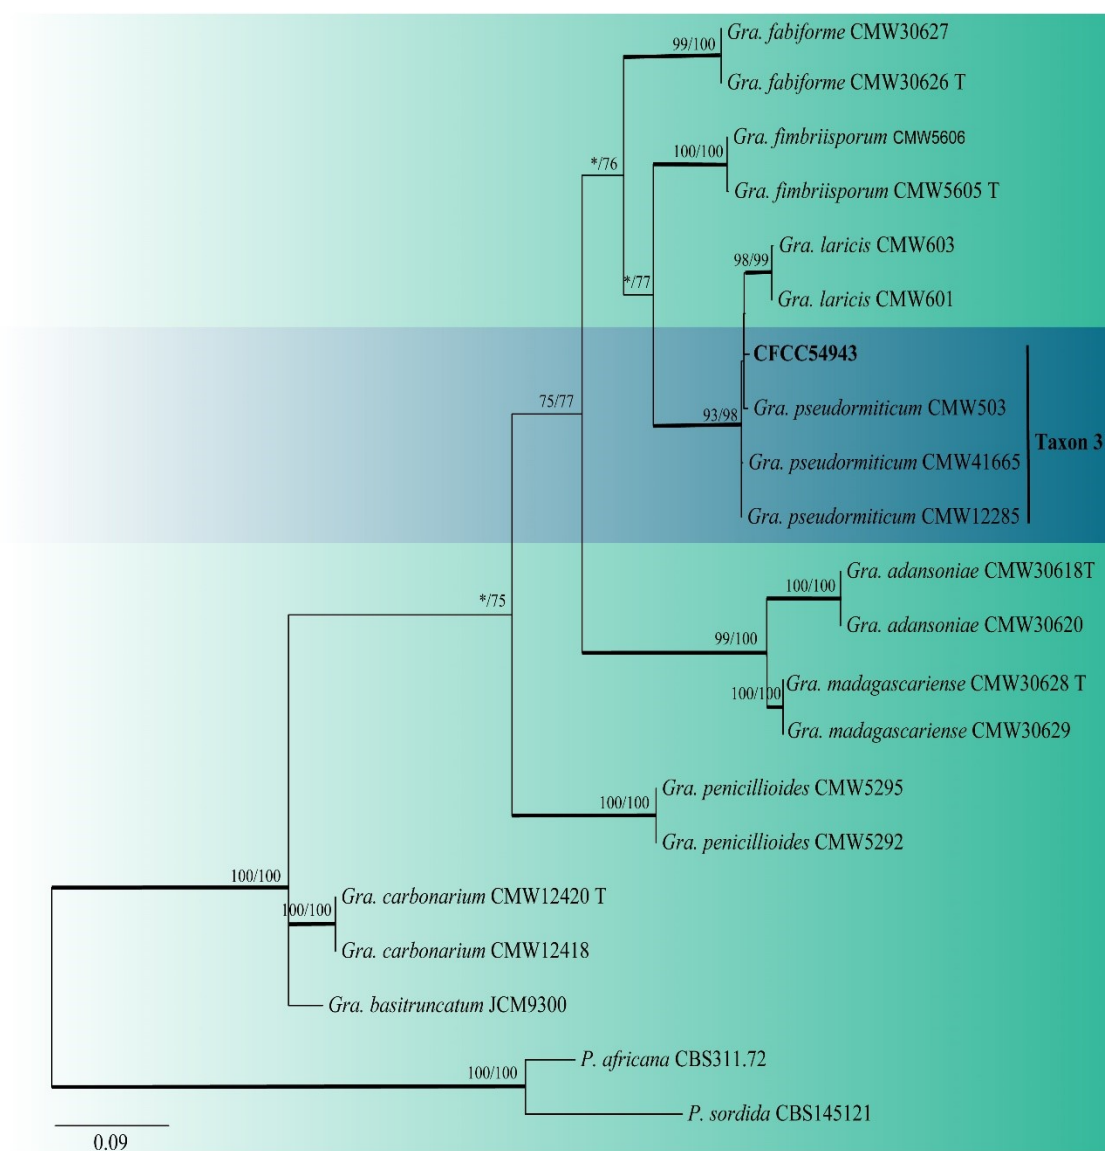 Gra. fabiforme CMW30627
99/100
Gra. fabiforme CMW30626 T
Gra. fimbriisporum CMW5606
100/100
*/76
Gra. fimbriisporum CMW5605 T
Gra. laricis CMW603
98/99
*/77
Gra. laricis CMW601
CFCC54943
75/77
93/98
Gra. pseudormiticum CMW503
Taxon 3
Gra. pseudormiticum CMW41665
Gra. pseudormiticum CMW12285
Gra. adansoniae CMW30618T
100/100
*/75
Gra. adansoniae CMW30620
99/100
Gra. madagascariense CMW30628 T
100/100
Gra. madagascariense CMW30629
Gra. penicillioides CMW5295
100/100
Gra. penicillioides CMW5292
100/100
Gra. carbonarium CMW12420 T
100/100
Gra. carbonarium CMW12418
Gra. basitruncatum JCM9300
P. africana CBS311.72
100/100
P. sordida CBS145121
0.09